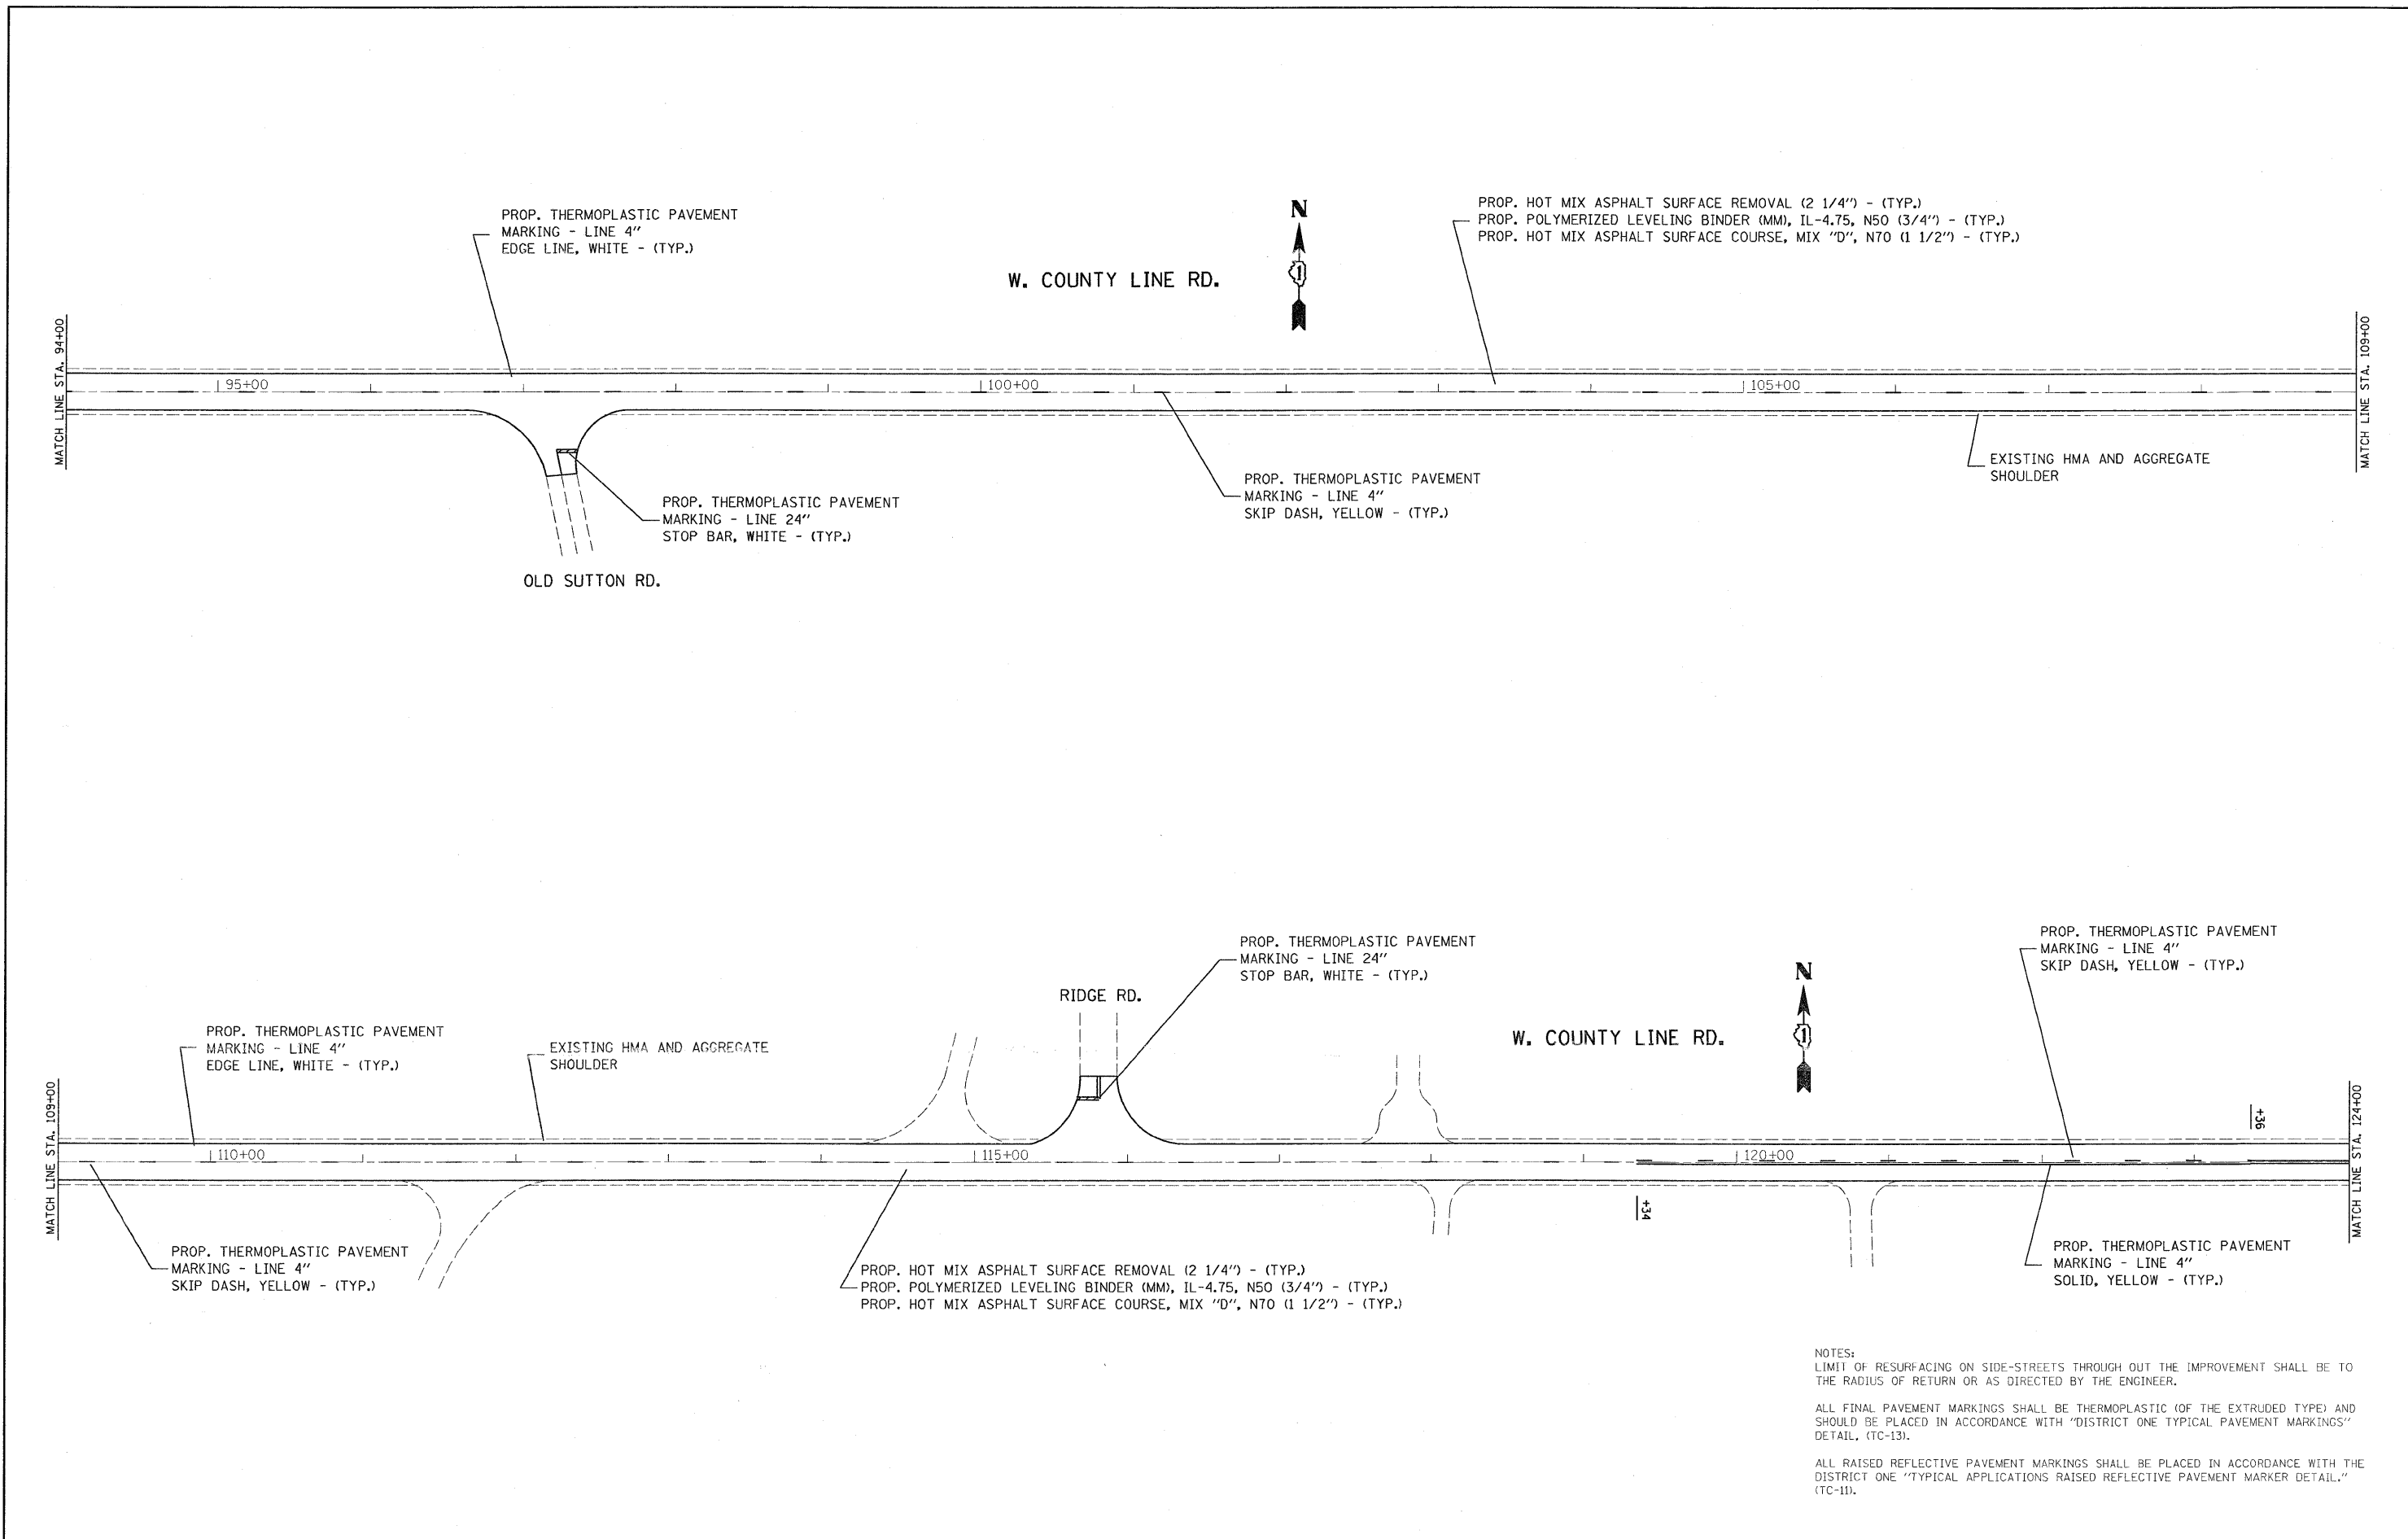 PROP. THERMOPLASTIC PAVEMENT
MARKING - LINE 4"
EDGE LINE, WHITE - (TYP.)
N
1
W. COUNTY LINE RD.
PROP. HOT MIX ASPHALT SURFACE REMOVAL (2 1/4") - (TYP.)
PROP. POLYMERIZED LEVELING BINDER (MM), IL-4.75, N50 (3/4") - (TYP.)
PROP. HOT MIX ASPHALT SURFACE COURSE, MIX "D", N70 (1 1/2") - (TYP.)
MATCH LINE STA. 94+00
95+00
100+00
105+00
MATCH LINE STA. 109+00
PROP. THERMOPLASTIC PAVEMENT
MARKING - LINE 24"
STOP BAR, WHITE - (TYP.)
PROP. THERMOPLASTIC PAVEMENT
MARKING - LINE 4"
SKIP DASH, YELLOW - (TYP.)
EXISTING HMA AND AGGREGATE
SHOULDER
OLD SUTTON RD.
PROP. THERMOPLASTIC PAVEMENT
MARKING - LINE 4"
EDGE LINE, WHITE - (TYP.)
EXISTING HMA AND AGGREGATE
SHOULDER
RIDGE RD.
PROP. THERMOPLASTIC PAVEMENT
MARKING - LINE 24"
STOP BAR, WHITE - (TYP.)
W. COUNTY LINE RD.
N
1
PROP. THERMOPLASTIC PAVEMENT
MARKING - LINE 4"
SKIP DASH, YELLOW - (TYP.)
MATCH LINE STA. 109+00
110+00
115+00
120+00
+36
+34
MATCH LINE STA. 124+00
PROP. THERMOPLASTIC PAVEMENT
MARKING - LINE 4"
SKIP DASH, YELLOW - (TYP.)
PROP. HOT MIX ASPHALT SURFACE REMOVAL (2 1/4") - (TYP.)
PROP. POLYMERIZED LEVELING BINDER (MM), IL-4.75, N50 (3/4") - (TYP.)
PROP. HOT MIX ASPHALT SURFACE COURSE, MIX "D", N70 (1 1/2") - (TYP.)
PROP. THERMOPLASTIC PAVEMENT
MARKING - LINE 4"
SOLID, YELLOW - (TYP.)
NOTES:
LIMIT OF RESURFACING ON SIDE-STREETS THROUGH OUT THE IMPROVEMENT SHALL BE TO
THE RADIUS OF RETURN OR AS DIRECTED BY THE ENGINEER.
ALL FINAL PAVEMENT MARKINGS SHALL BE THERMOPLASTIC (OF THE EXTRUDED TYPE) AND
SHOULD BE PLACED IN ACCORDANCE WITH "DISTRICT ONE TYPICAL PAVEMENT MARKINGS"
DETAIL, (TC-13).
ALL RAISED REFLECTIVE PAVEMENT MARKINGS SHALL BE PLACED IN ACCORDANCE WITH THE
DISTRICT ONE "TYPICAL APPLICATIONS RAISED REFLECTIVE PAVEMENT MARKER DETAIL."
(TC-11).